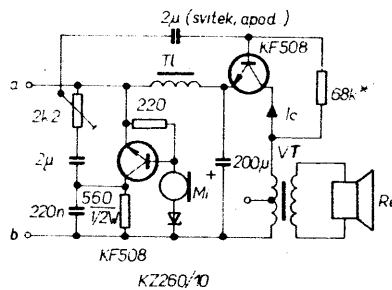 2μ (svitek, apod.)
KF508
Tl
a
2k2
220
68k*
Ic
2μ
+
200μ
VT
Mi
Re
220n
560
1/2W
b
KF508
KZ260/10